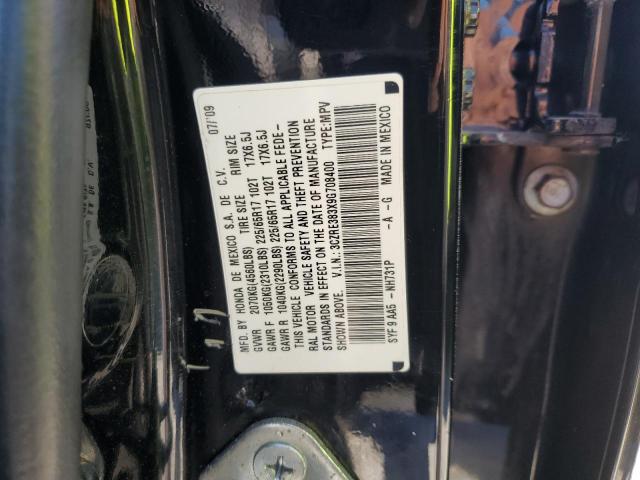 MFD. BY HONDA DE MEXICO S.A. DE C.V. 07/'09
GVWR 2070KG(4560LBS) TIRE SIZE RIM SIZE
GAWR F 1050KG(2310LBS) 225/65R17 102T 17X6.5J
GAWR R 1040KG(2290LBS) 225/65R17 102T 17X6.5J
THIS VEHICLE CONFORMS TO ALL APPLICABLE FEDE-
RAL MOTOR VEHICLE SAFETY AND THEFT PREVENTION
STANDARDS IN EFFECT ON THE DATE OF MANUFACTURE
SHOWN ABOVE. V.I.N.: 3CZRE383X9G708400 TYPE:MPV
SYF 9 AA5 -NH731P -A -G MADE IN MEXICO